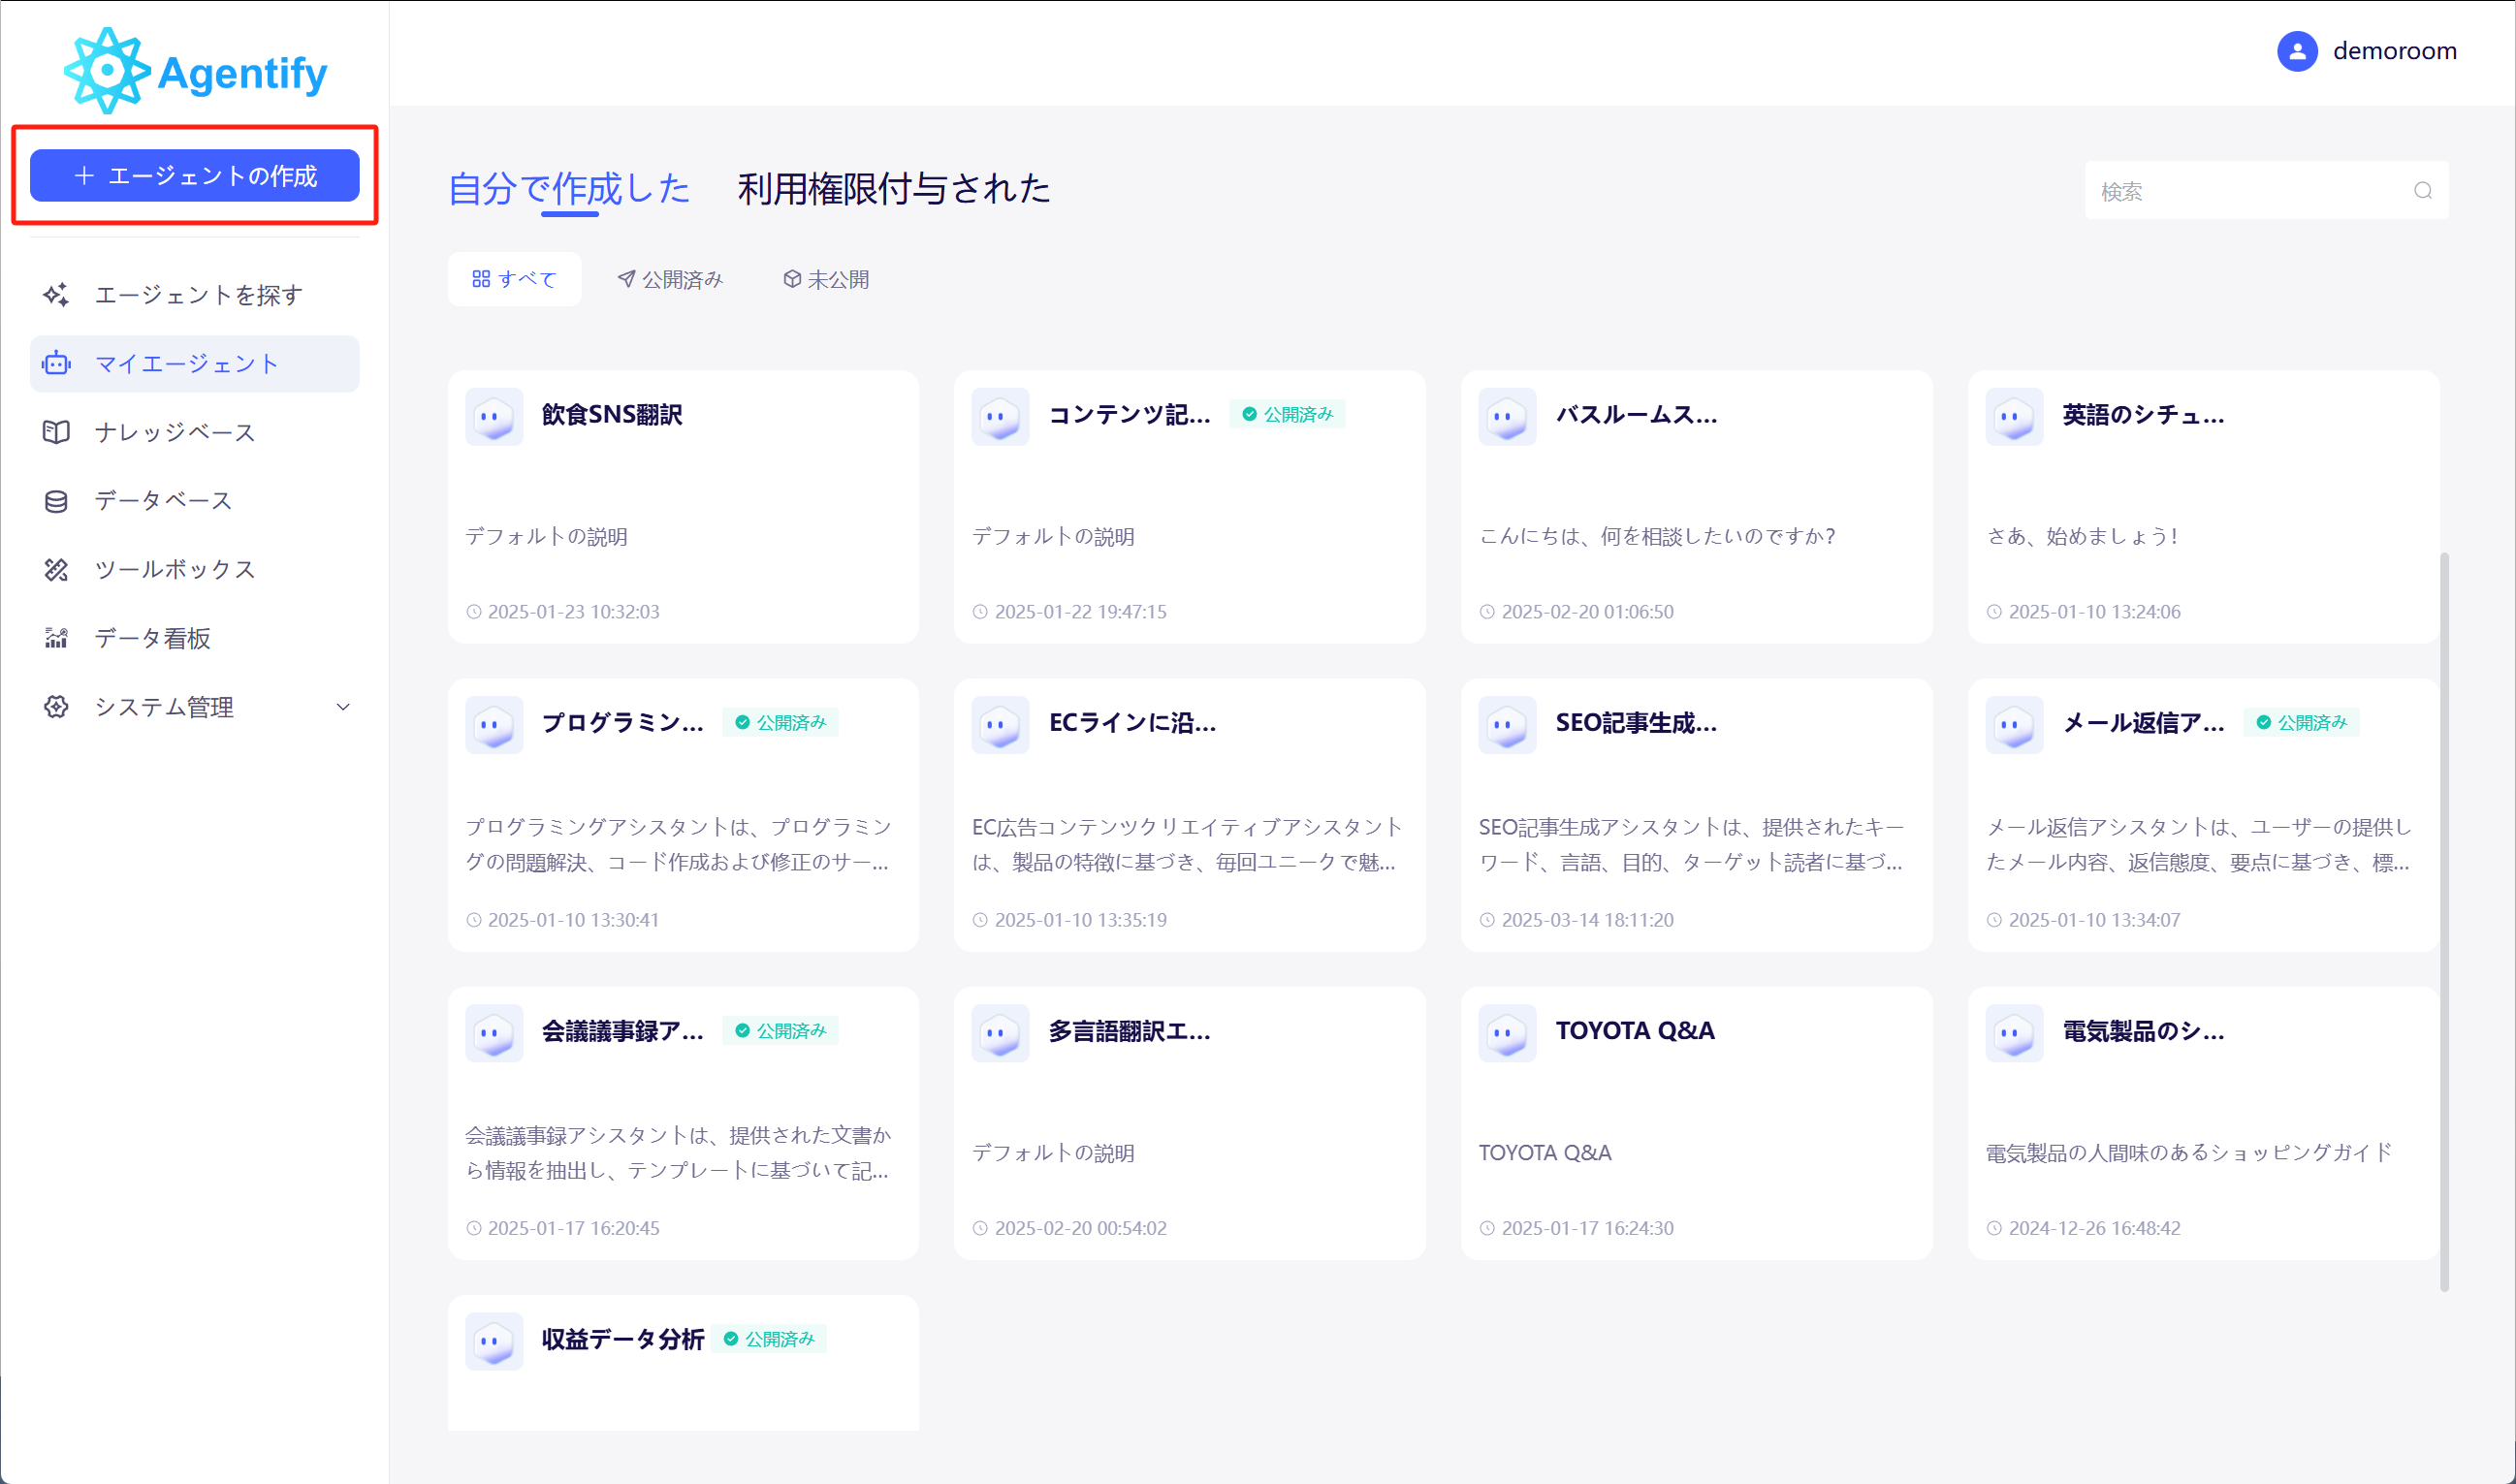 Agentify
demoroom
エージェントの作成
自分で作成した 利用権限付与された
検索
エージェントを探す
マイエージェント
ナレッジベース
データベース
ツールボックス
データ看板
システム管理
すべて 公開済み 未公開
飲食SNS翻訳
デフォルトの説明
2025-01-23 10:32:03
コンテンツ記... 公開済み
デフォルトの説明
2025-01-22 19:47:15
バスルームス...
こんにちは、何を相談したいのですか?
2025-02-20 01:06:50
英語のシチュ...
さあ、始めましょう!
2025-01-10 13:24:06
プログラミン... 公開済み
プログラミングアシスタントは、プログラミン
グの問題解決、コード作成および修正のサー...
2025-01-10 13:30:41
ECラインに沿...
EC広告コンテンツクリエイティブアシスタント
は、製品の特徴に基づき、毎回ユニークで魅...
2025-01-10 13:35:19
SEO記事生成...
SEO記事生成アシスタントは、提供されたキー
ワード、言語、目的、ターゲット読者に基づ...
2025-03-14 18:11:20
メール返信ア... 公開済み
メール返信アシスタントは、ユーザーの提供し
たメール内容、返信態度、要点に基づき、標...
2025-01-10 13:34:07
会議議事録ア... 公開済み
会議議事録アシスタントは、提供された文書か
ら情報を抽出し、テンプレートに基づいて記...
2025-01-17 16:20:45
多言語翻訳エ...
デフォルトの説明
2025-02-20 00:54:02
TOYOTA Q&A
TOYOTA Q&A
2025-01-17 16:24:30
電気製品のシ...
電気製品の人間味のあるショッピングガイド
2024-12-26 16:48:42
収益データ分析 公開済み